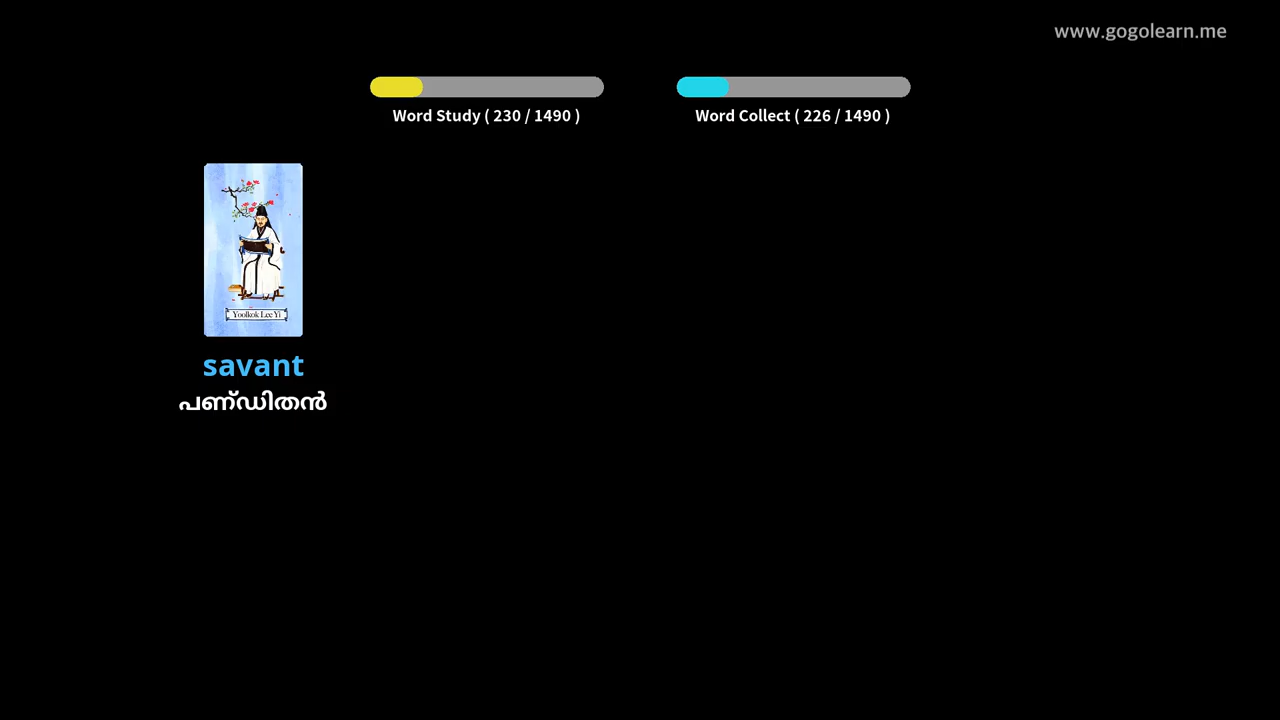 www.gogolearn.me
Word Study ( 230 / 1490 )
Word Collect ( 226 / 1490 )
Yoolkok Lee Yi
savant
പണ്ഡിതൻ